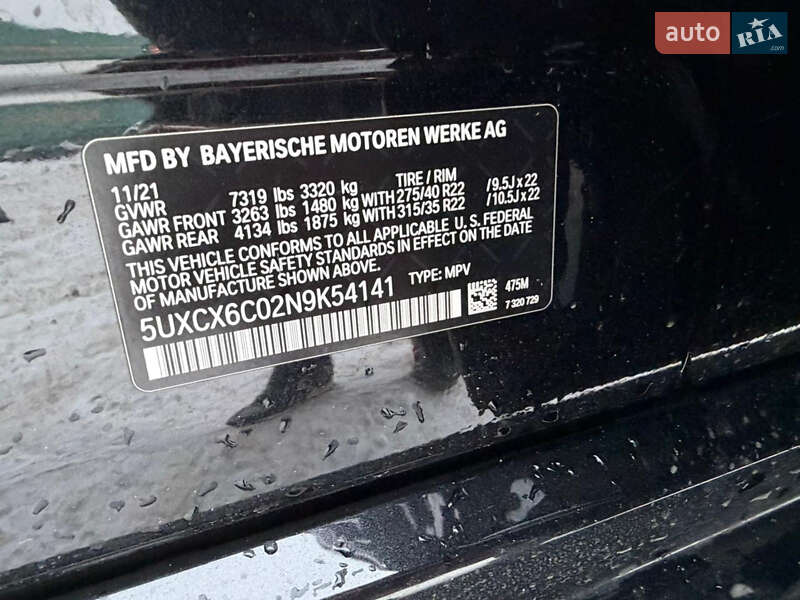 auto RIA.com
MFD BY BAYERISCHE MOTOREN WERKE AG
11/21 TIRE / RIM
GVWR 7319 lbs 3320 kg
GAWR FRONT 3263 lbs 1480 kg WITH 275/40 R22 /9.5J x 22
GAWR REAR 4134 lbs 1875 kg WITH 315/35 R22 /10.5J x 22
THIS VEHICLE CONFORMS TO ALL APPLICABLE U. S. FEDERAL
MOTOR VEHICLE SAFETY STANDARDS IN EFFECT ON THE DATE
OF MANUFACTURE SHOWN ABOVE.
5UXCX6C02N9K54141 TYPE: MPV
475M
7 320 729